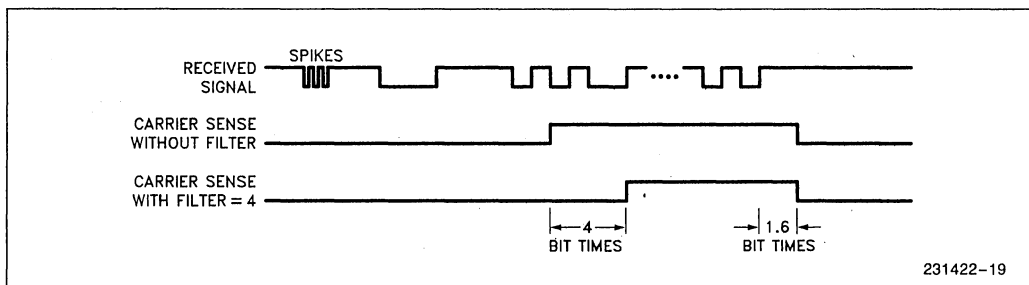 SPIKES
RECEIVED
SIGNAL
CARRIER SENSE
WITHOUT FILTER
CARRIER SENSE
WITH FILTER = 4
4
BIT TIMES
1.6
BIT TIMES
231422-19